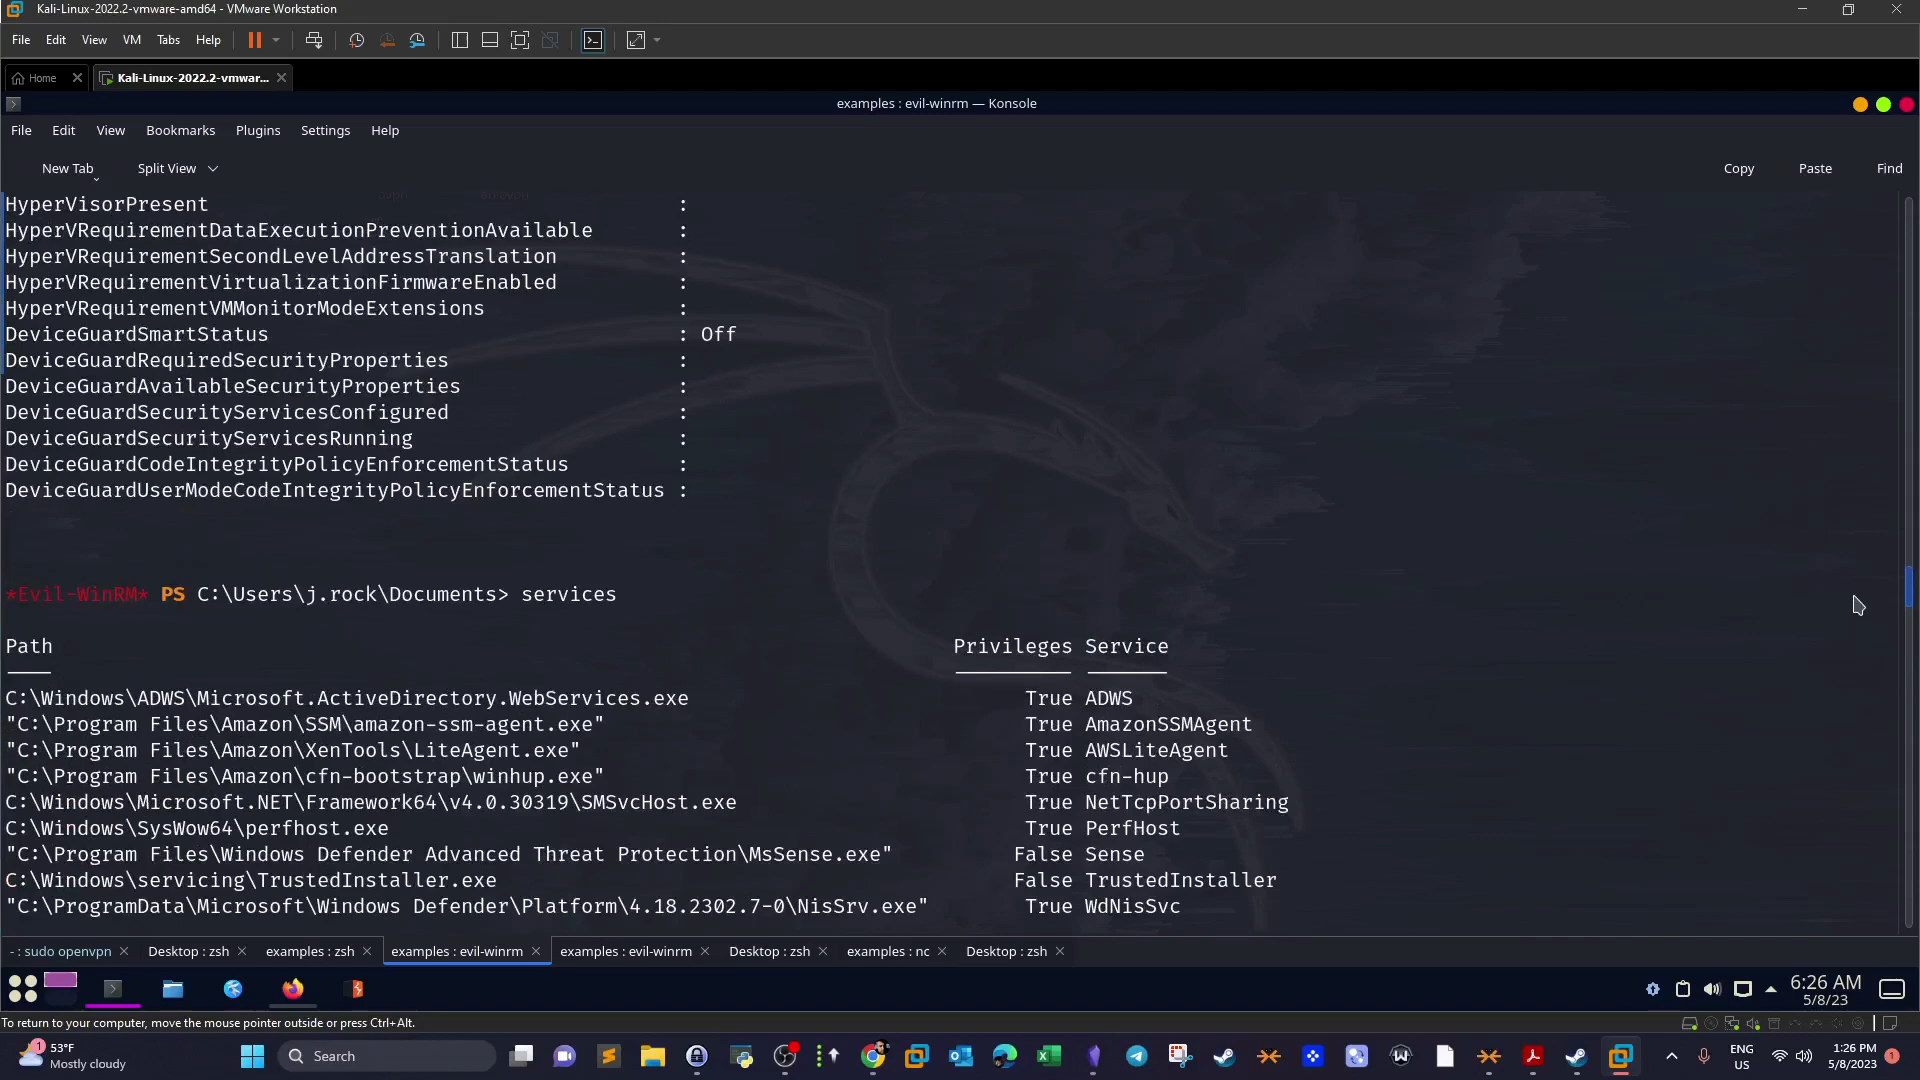 Kali-Linux-2022.2-vmware-amd64 - VMware Workstation
File Edit View VM Tabs Help
Home Kali-Linux-2022.2-vmwar...
examples : evil-winrm — Konsole
File Edit View Bookmarks Plugins Settings Help
New Tab Split View Copy Paste Find
HyperVisorPresent :
HyperVRequirementDataExecutionPreventionAvailable :
HyperVRequirementSecondLevelAddressTranslation :
HyperVRequirementVirtualizationFirmwareEnabled :
HyperVRequirementVMMonitorModeExtensions :
DeviceGuardSmartStatus : Off
DeviceGuardRequiredSecurityProperties :
DeviceGuardAvailableSecurityProperties :
DeviceGuardSecurityServicesConfigured :
DeviceGuardSecurityServicesRunning :
DeviceGuardCodeIntegrityPolicyEnforcementStatus :
DeviceGuardUserModeCodeIntegrityPolicyEnforcementStatus :
*Evil-WinRM* PS C:\Users\j.rock\Documents> services
Path Privileges Service
---- ---------- -------
C:\Windows\ADWS\Microsoft.ActiveDirectory.WebServices.exe True ADWS
"C:\Program Files\Amazon\SSM\amazon-ssm-agent.exe" True AmazonSSMAgent
"C:\Program Files\Amazon\XenTools\LiteAgent.exe" True AWSLiteAgent
"C:\Program Files\Amazon\cfn-bootstrap\winhup.exe" True cfn-hup
C:\Windows\Microsoft.NET\Framework64\v4.0.30319\SMSvcHost.exe True NetTcpPortSharing
C:\Windows\SysWow64\perfhost.exe True PerfHost
"C:\Program Files\Windows Defender Advanced Threat Protection\MsSense.exe" False Sense
C:\Windows\servicing\TrustedInstaller.exe False TrustedInstaller
"C:\ProgramData\Microsoft\Windows Defender\Platform\4.18.2302.7-0\NisSrv.exe" True WdNisSvc
- : sudo openvpn Desktop : zsh examples : zsh examples : evil-winrm examples : evil-winrm Desktop : zsh examples : nc Desktop : zsh
6:26 AM
5/8/23
To return to your computer, move the mouse pointer outside or press Ctrl+Alt.
1
53°F
Mostly cloudy
Search
ENG
US
1:26 PM
5/8/2023
1